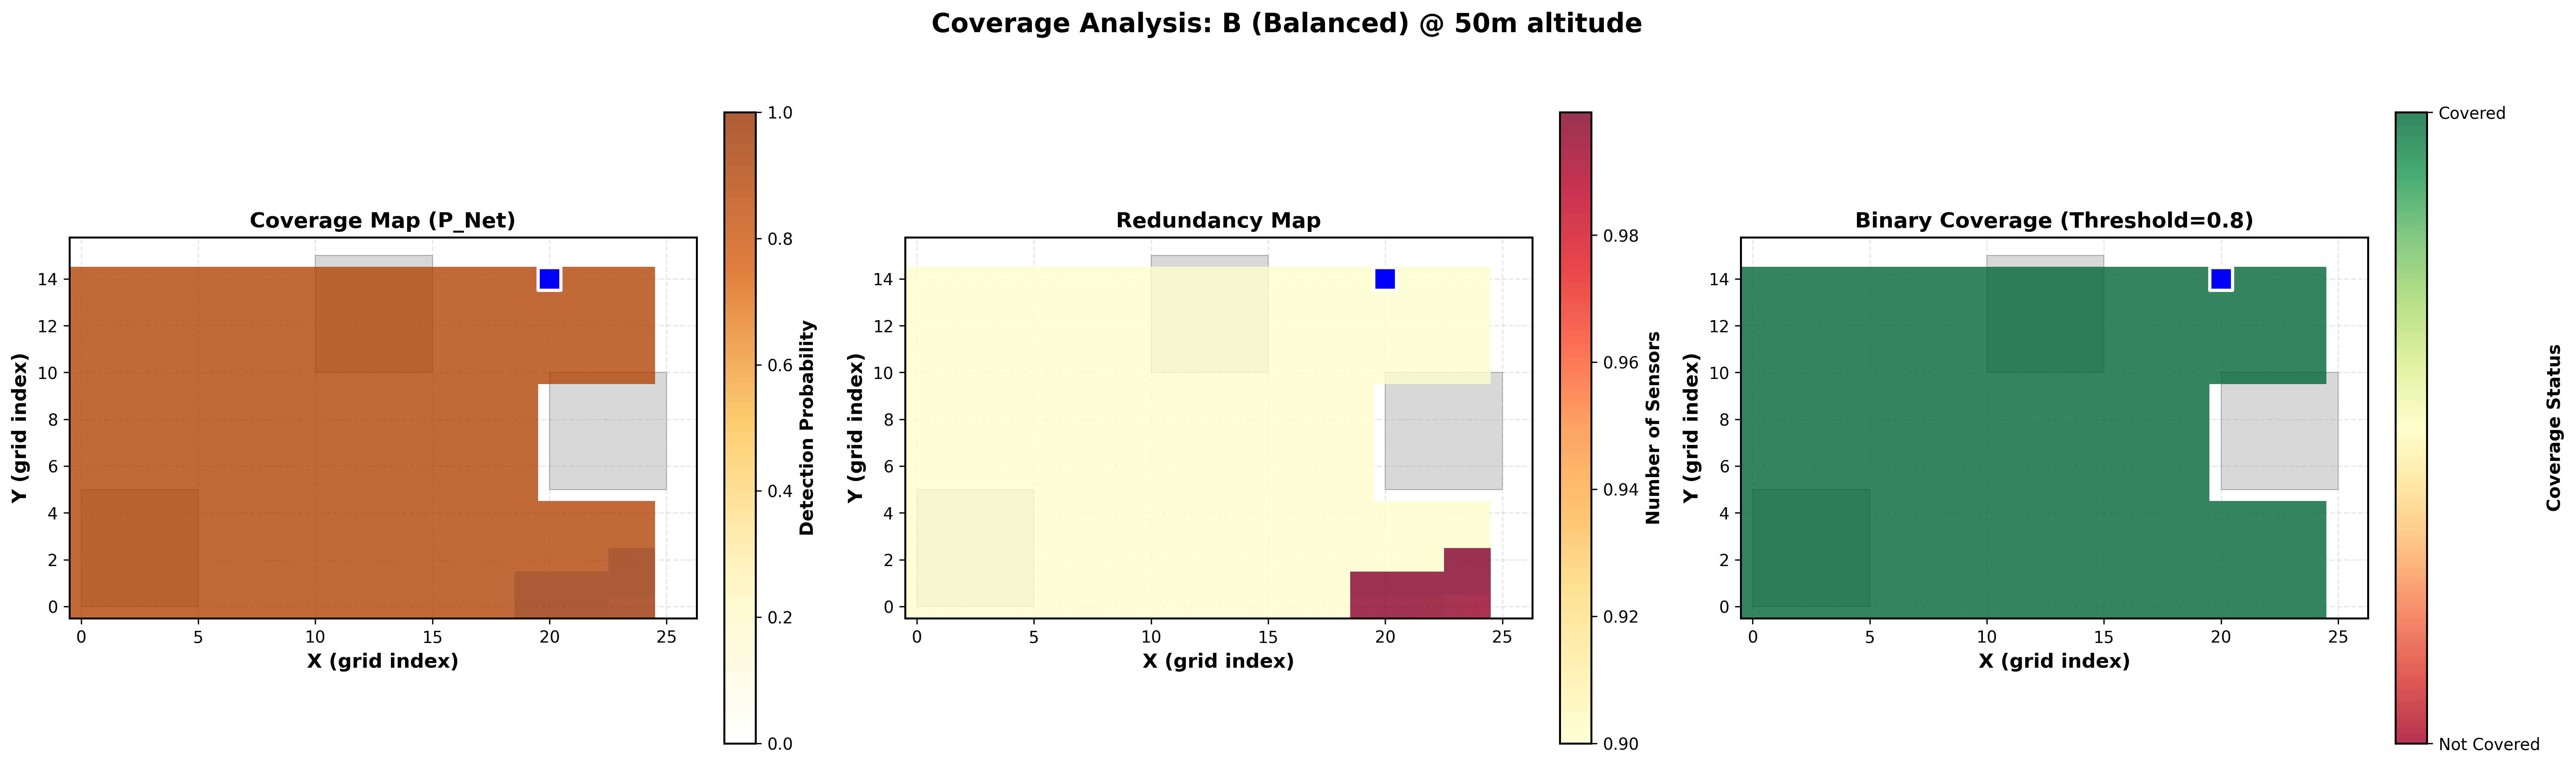 Coverage Analysis: B (Balanced) @ 50m altitude
Coverage Map (P_Net)
Y (grid index)
14
12
10
8
6
4
2
0
0 5 10 15 20 25
X (grid index)
1.0
0.8
0.6
0.4
0.2
0.0
Detection Probability
Redundancy Map
Y (grid index)
14
12
10
8
6
4
2
0
0 5 10 15 20 25
X (grid index)
0.98
0.96
0.94
0.92
0.90
Number of Sensors
Binary Coverage (Threshold=0.8)
Y (grid index)
14
12
10
8
6
4
2
0
0 5 10 15 20 25
X (grid index)
Covered
Not Covered
Coverage Status